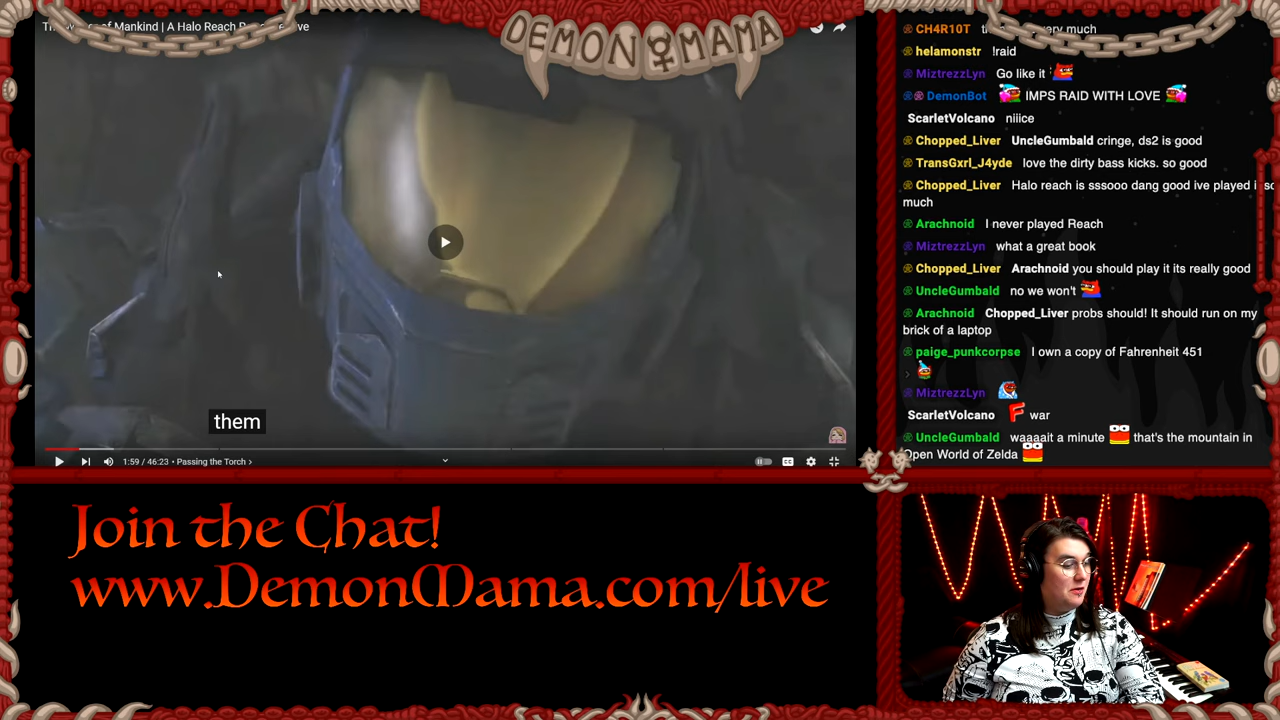 of Mankind | A Halo Reach
DEMON MAMA
them
1:59 / 46:23 • Passing the Torch ›
CH4R10T much
helamonstr !raid
MiztrezzLyn Go like it
DemonBot IMPS RAID WITH LOVE
ScarletVolcano niiice
Chopped_Liver UncleGumbald cringe, ds2 is good
TransGxrl_J4yde love the dirty bass kicks. so good
Chopped_Liver Halo reach is sssooo dang good ive played so
much
Arachnoid I never played Reach
MiztrezzLyn what a great book
Chopped_Liver Arachnoid you should play it its really good
UncleGumbald no we won't
Arachnoid Chopped_Liver probs should! It should run on my
brick of a laptop
paige_punkcorpse I own a copy of Fahrenheit 451
MiztrezzLyn
ScarletVolcano F war
UncleGumbald waaaait a minute that's the mountain in
Open World of Zelda
Join the Chat!
www.DemonMama.com/live